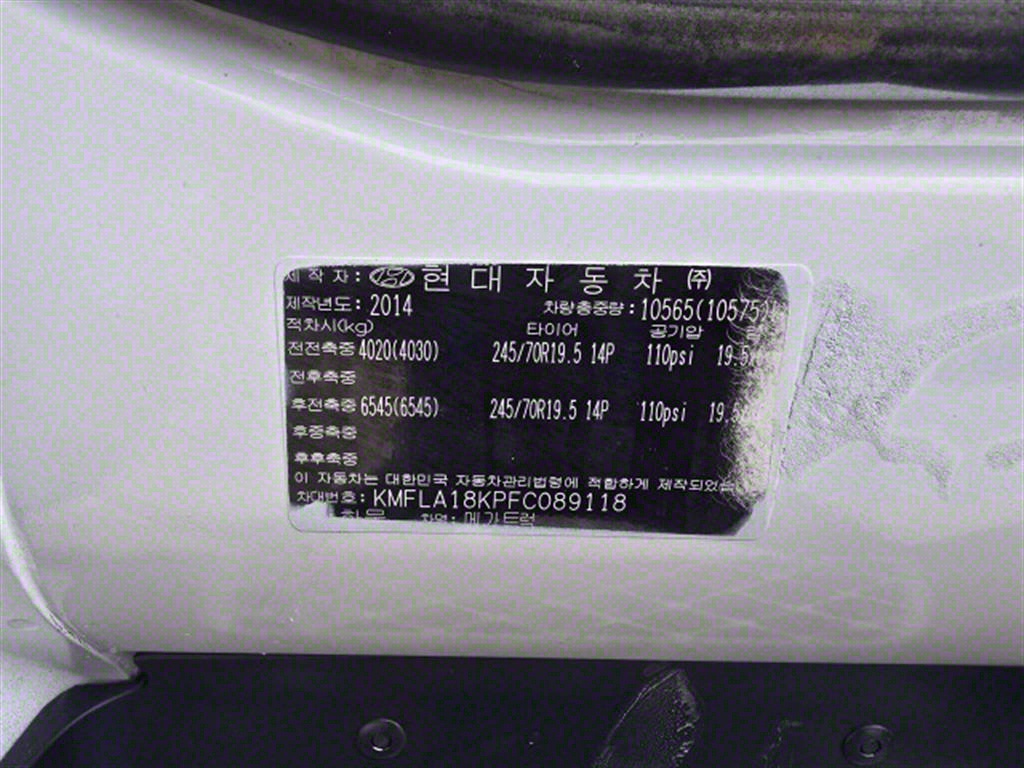 제작자: 현대자동차 ㈜
제작년도: 2014 차량총중량: 10565(10575)
적차시(kg) 타이어 공기압
전전축중 4020(4030) 245/70R19.5 14P 110psi 19.5
전후축중
후전축중 6545(6545) 245/70R19.5 14P 110psi 19.5
후중축중
후후축중
이 자동차는 대한민국 자동차관리법령에 적합하게 제작되었습
차대번호: KMFLA18KPFC089118
차명: 메가트럭